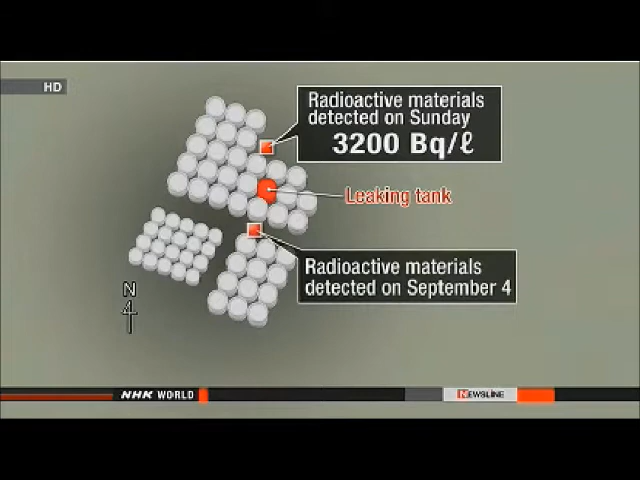 HD
Radioactive materials
detected on Sunday
3200 Bq/ℓ
Leaking tank
Radioactive materials
detected on September 4
N
NHK WORLD
NEWSLINE